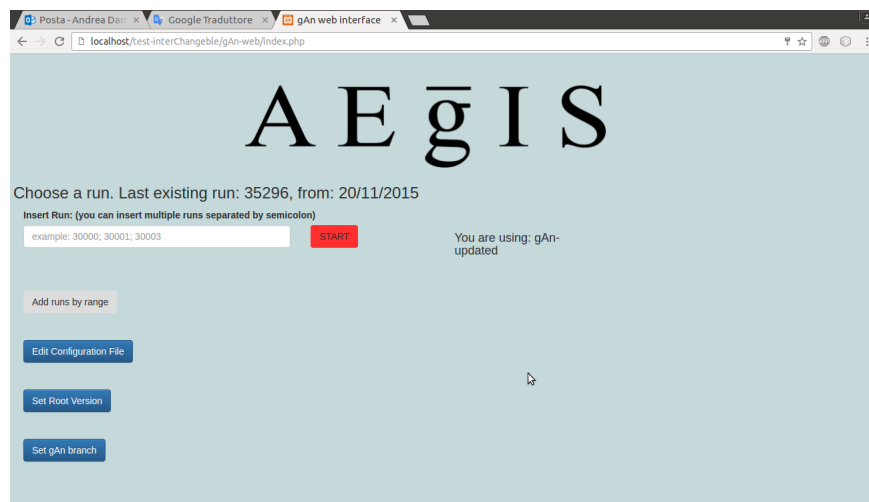 Posta - Andrea Dam
Google Traduttore
gAn web interface
localhost/test-interChangeble/gAn-web/index.php
AEḡIS
Choose a run. Last existing run: 35296, from: 20/11/2015
Insert Run: (you can insert multiple runs separated by semicolon)
example: 30000; 30001; 30003
START
You are using: gAn-
updated
Add runs by range
Edit Configuration File
Set Root Version
Set gAn branch